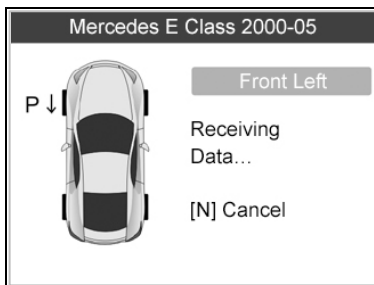 Mercedes E Class 2000-05
Front Left
P ↓
Receiving
Data...
[N] Cancel